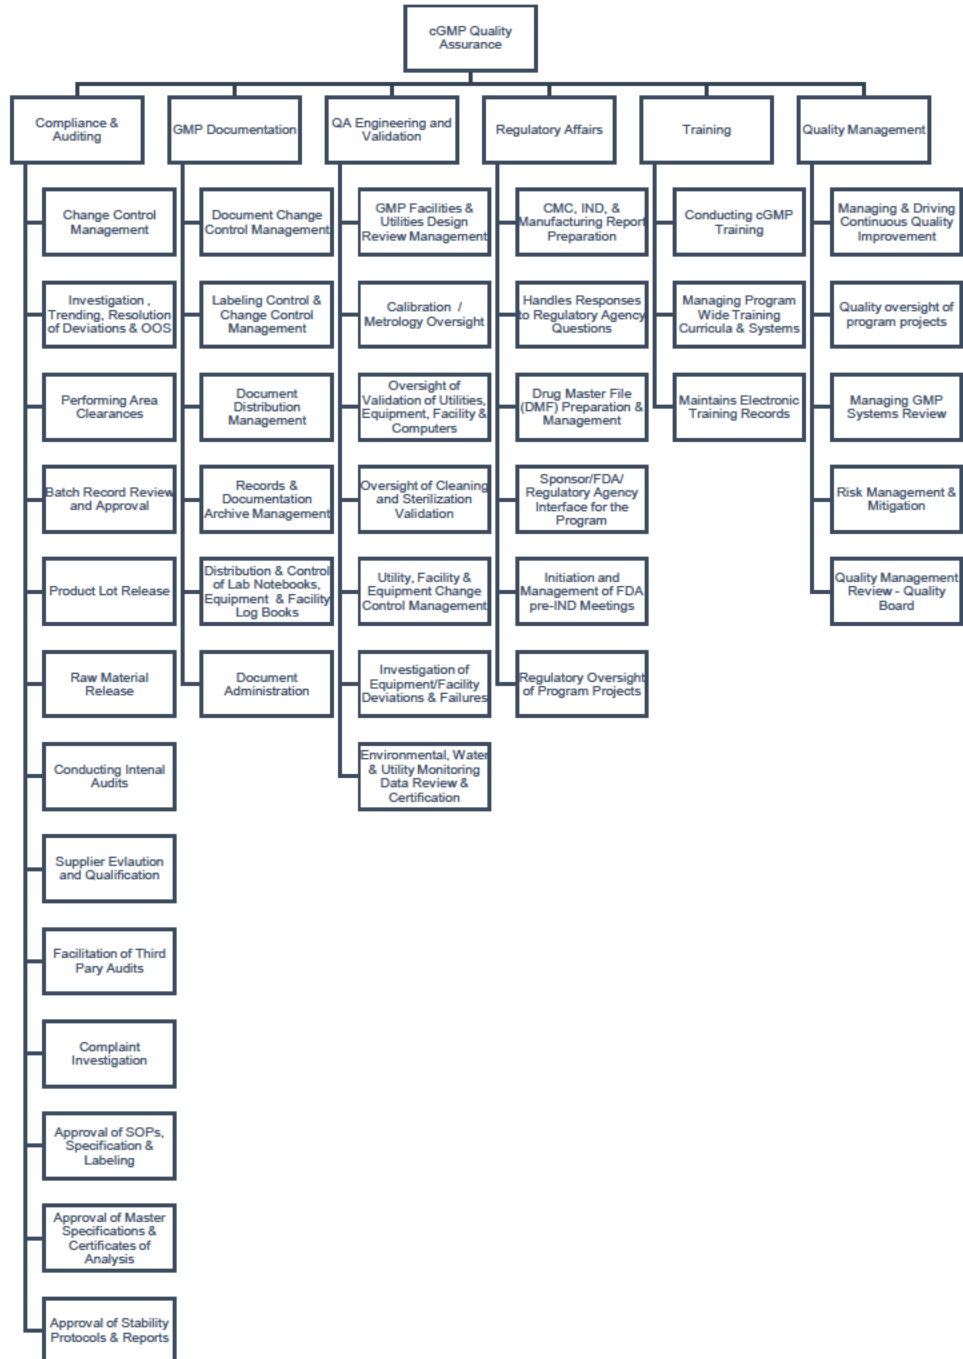 cGMP Quality
Assurance
Compliance &
Auditing
Change Control
Management
Investigation ,
Trending, Resolution
of Deviations & OOS
Performing Area
Clearances
Batch Record Review
and Approval
Product Lot Release
Raw Material
Release
Conducting Intenal
Audits
Supplier Evlaution
and Qualification
Facilitation of Third
Pary Audits
Complaint
Investigation
Approval of SOPs,
Specification &
Labeling
Approval of Master
Specifications &
Certificates of
Analysis
Approval of Stability
Protocols & Reports
GMP Documentation
Document Change
Control Management
Labeling Control &
Change Control
Management
Document
Distribution
Management
Records &
Documentation
Archive Management
Distribution & Control
of Lab Notebooks,
Equipment & Facility
Log Books
Document
Administration
QA Engineering and
Validation
GMP Facilities &
Utilities Design
Review Management
Calibration /
Metrology Oversight
Oversight of
Validation of Utilities,
Equipment, Facility &
Computers
Oversight of Cleaning
and Sterilization
Validation
Utility, Facility &
Equipment Change
Control Management
Investigation of
Equipment/Facility
Deviations & Failures
Environmental, Water
& Utility Monitoring
Data Review &
Certification
Regulatory Affairs
CMC, IND, &
Manufacturing Report
Preparation
Handles Responses
to Regulatory Agency
Questions
Drug Master File
(DMF) Preparation &
Management
Sponsor/FDA/
Regulatory Agency
Interface for the
Program
Initiation and
Management of FDA
pre-IND Meetings
Regulatory Oversight
of Program Projects
Training
Conducting cGMP
Training
Managing Program
Wide Training
Curricula & Systems
Maintains Electronic
Training Records
Quality Management
Managing & Driving
Continuous Quality
Improvement
Quality oversight of
program projects
Managing GMP
Systems Review
Risk Management &
Mitigation
Quality Management
Review - Quality
Board